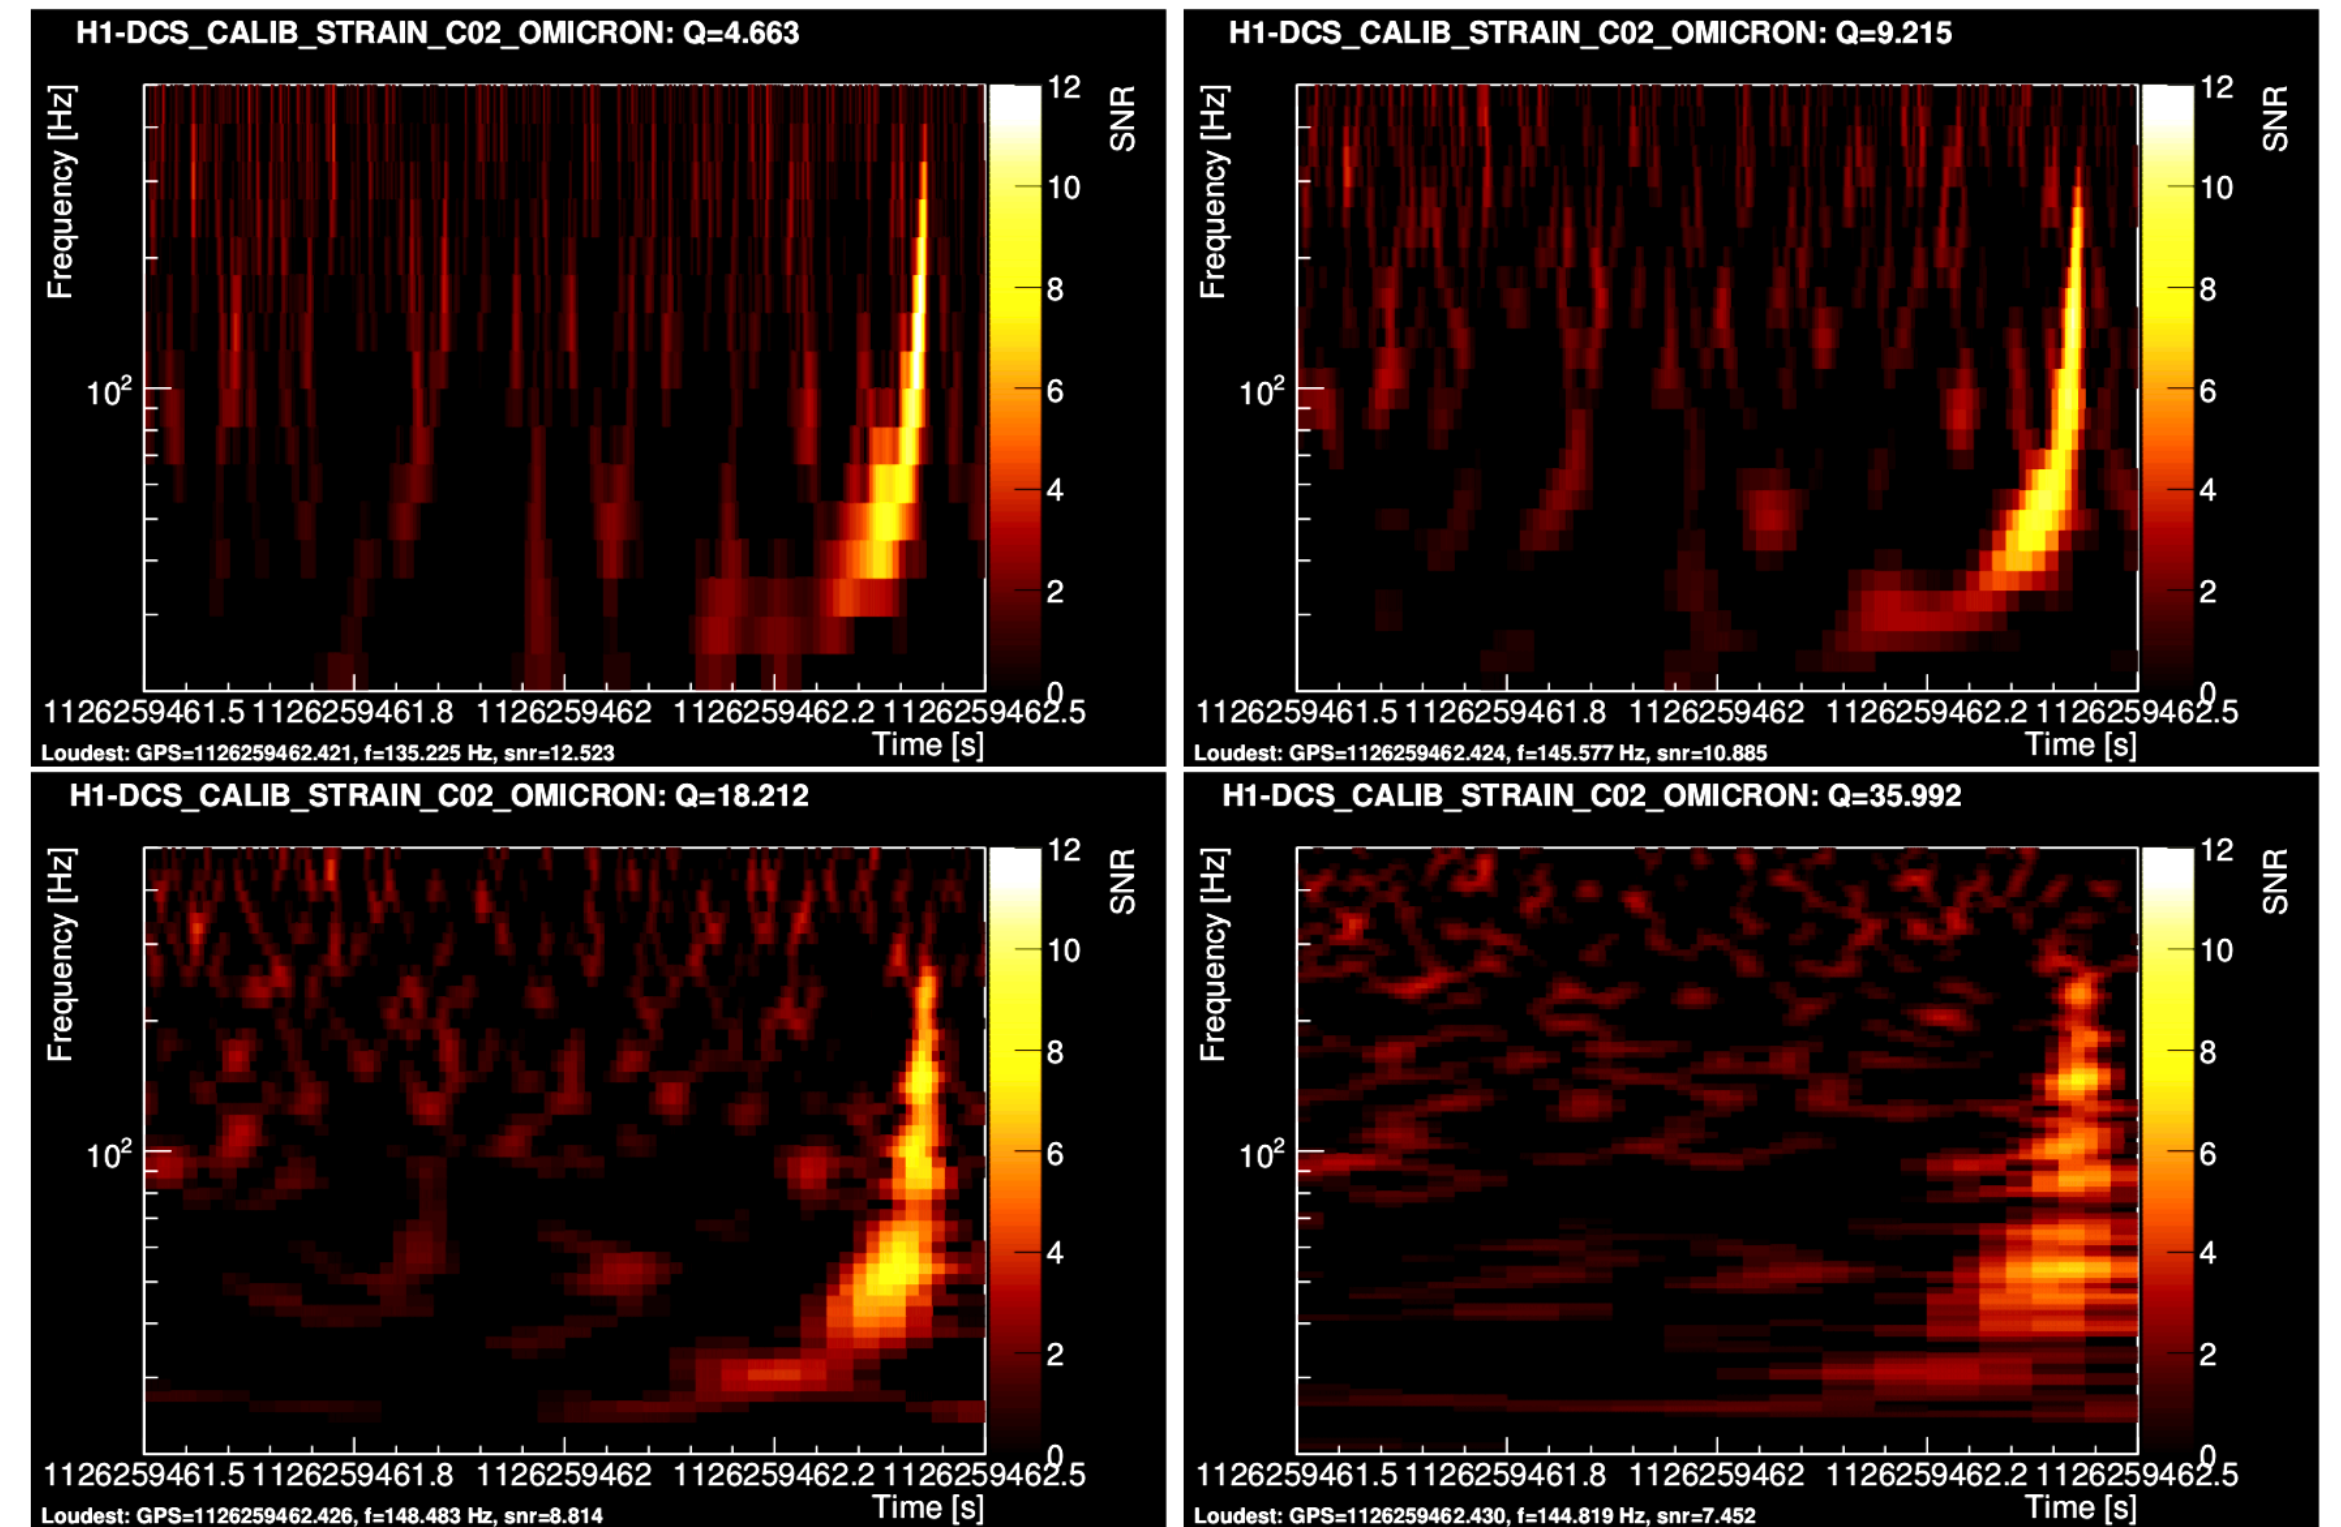 H1-DCS_CALIB_STRAIN_C02_OMICRON: Q=4.663
Frequency [Hz]
10²
12
10
8
6
4
2
0
SNR
1126259461.5 1126259461.8 1126259462 1126259462.2 1126259462.5
Time [s]
Loudest: GPS=1126259462.421, f=135.225 Hz, snr=12.523
H1-DCS_CALIB_STRAIN_C02_OMICRON: Q=9.215
Frequency [Hz]
10²
12
10
8
6
4
2
0
SNR
1126259461.5 1126259461.8 1126259462 1126259462.2 1126259462.5
Time [s]
Loudest: GPS=1126259462.424, f=145.577 Hz, snr=10.885
H1-DCS_CALIB_STRAIN_C02_OMICRON: Q=18.212
Frequency [Hz]
10²
12
10
8
6
4
2
0
SNR
1126259461.5 1126259461.8 1126259462 1126259462.2 1126259462.5
Time [s]
Loudest: GPS=1126259462.426, f=148.483 Hz, snr=8.814
H1-DCS_CALIB_STRAIN_C02_OMICRON: Q=35.992
Frequency [Hz]
10²
12
10
8
6
4
2
0
SNR
1126259461.5 1126259461.8 1126259462 1126259462.2 1126259462.5
Time [s]
Loudest: GPS=1126259462.430, f=144.819 Hz, snr=7.452